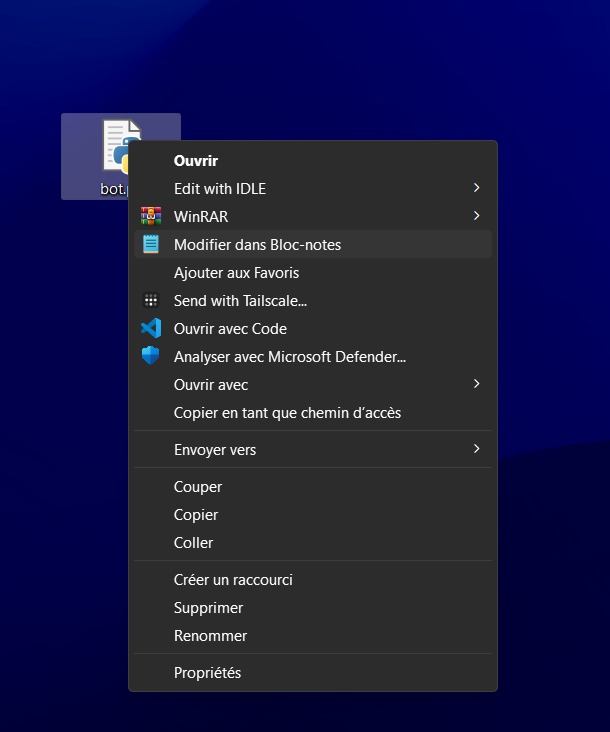 bot.p
Ouvrir
Edit with IDLE
WinRAR
Modifier dans Bloc-notes
Ajouter aux Favoris
Send with Tailscale...
Ouvrir avec Code
Analyser avec Microsoft Defender...
Ouvrir avec
Copier en tant que chemin d’accès
Envoyer vers
Couper
Copier
Coller
Créer un raccourci
Supprimer
Renommer
Propriétés